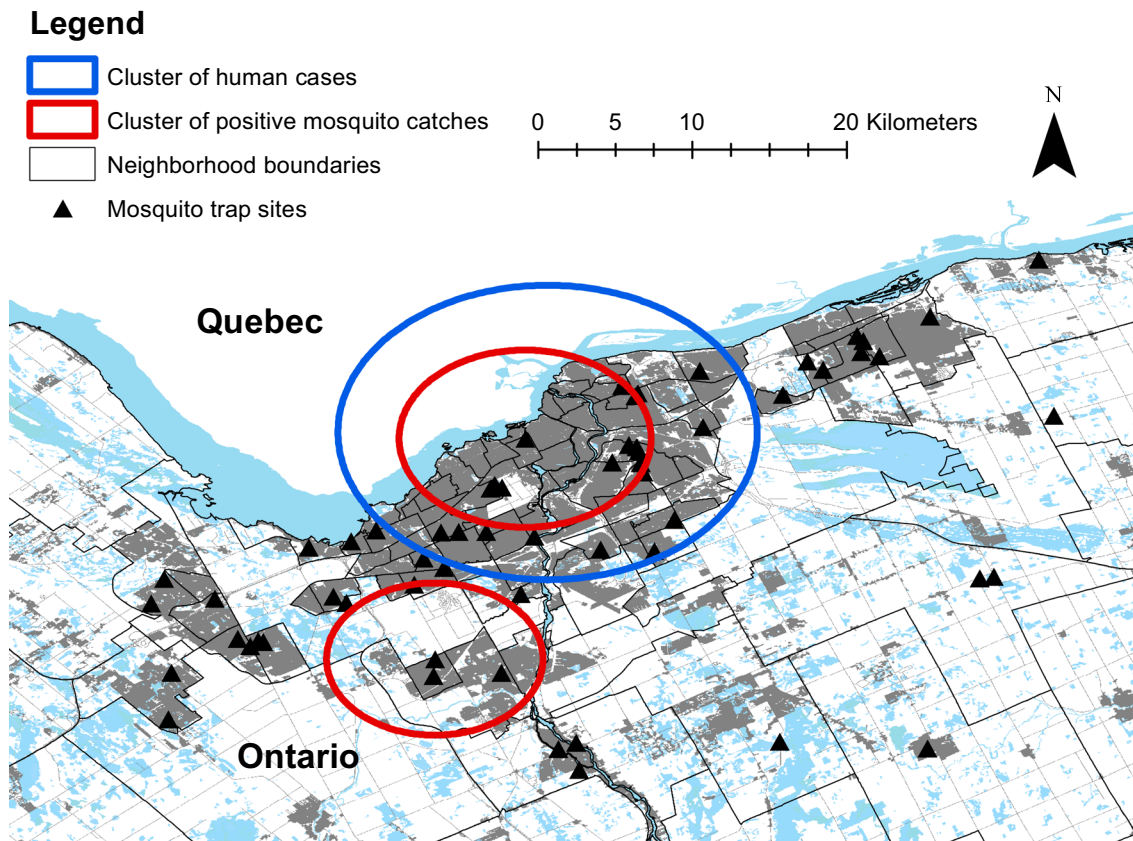 Legend
Cluster of human cases
Cluster of positive mosquito catches
Neighborhood boundaries
Mosquito trap sites
0 5 10 20 Kilometers
N
Quebec
Ontario